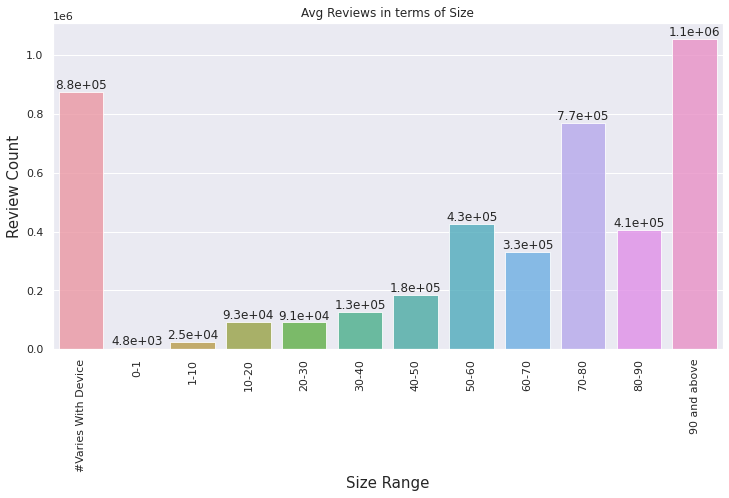 Avg Reviews in terms of Size
1e6
1.0
0.8
0.6
0.4
0.2
0.0
Review Count
8.8e+05
4.8e+03
2.5e+04
9.3e+04
9.1e+04
1.3e+05
1.8e+05
4.3e+05
3.3e+05
7.7e+05
4.1e+05
1.1e+06
#Varies With Device
0-1
1-10
10-20
20-30
30-40
40-50
50-60
60-70
70-80
80-90
90 and above
Size Range